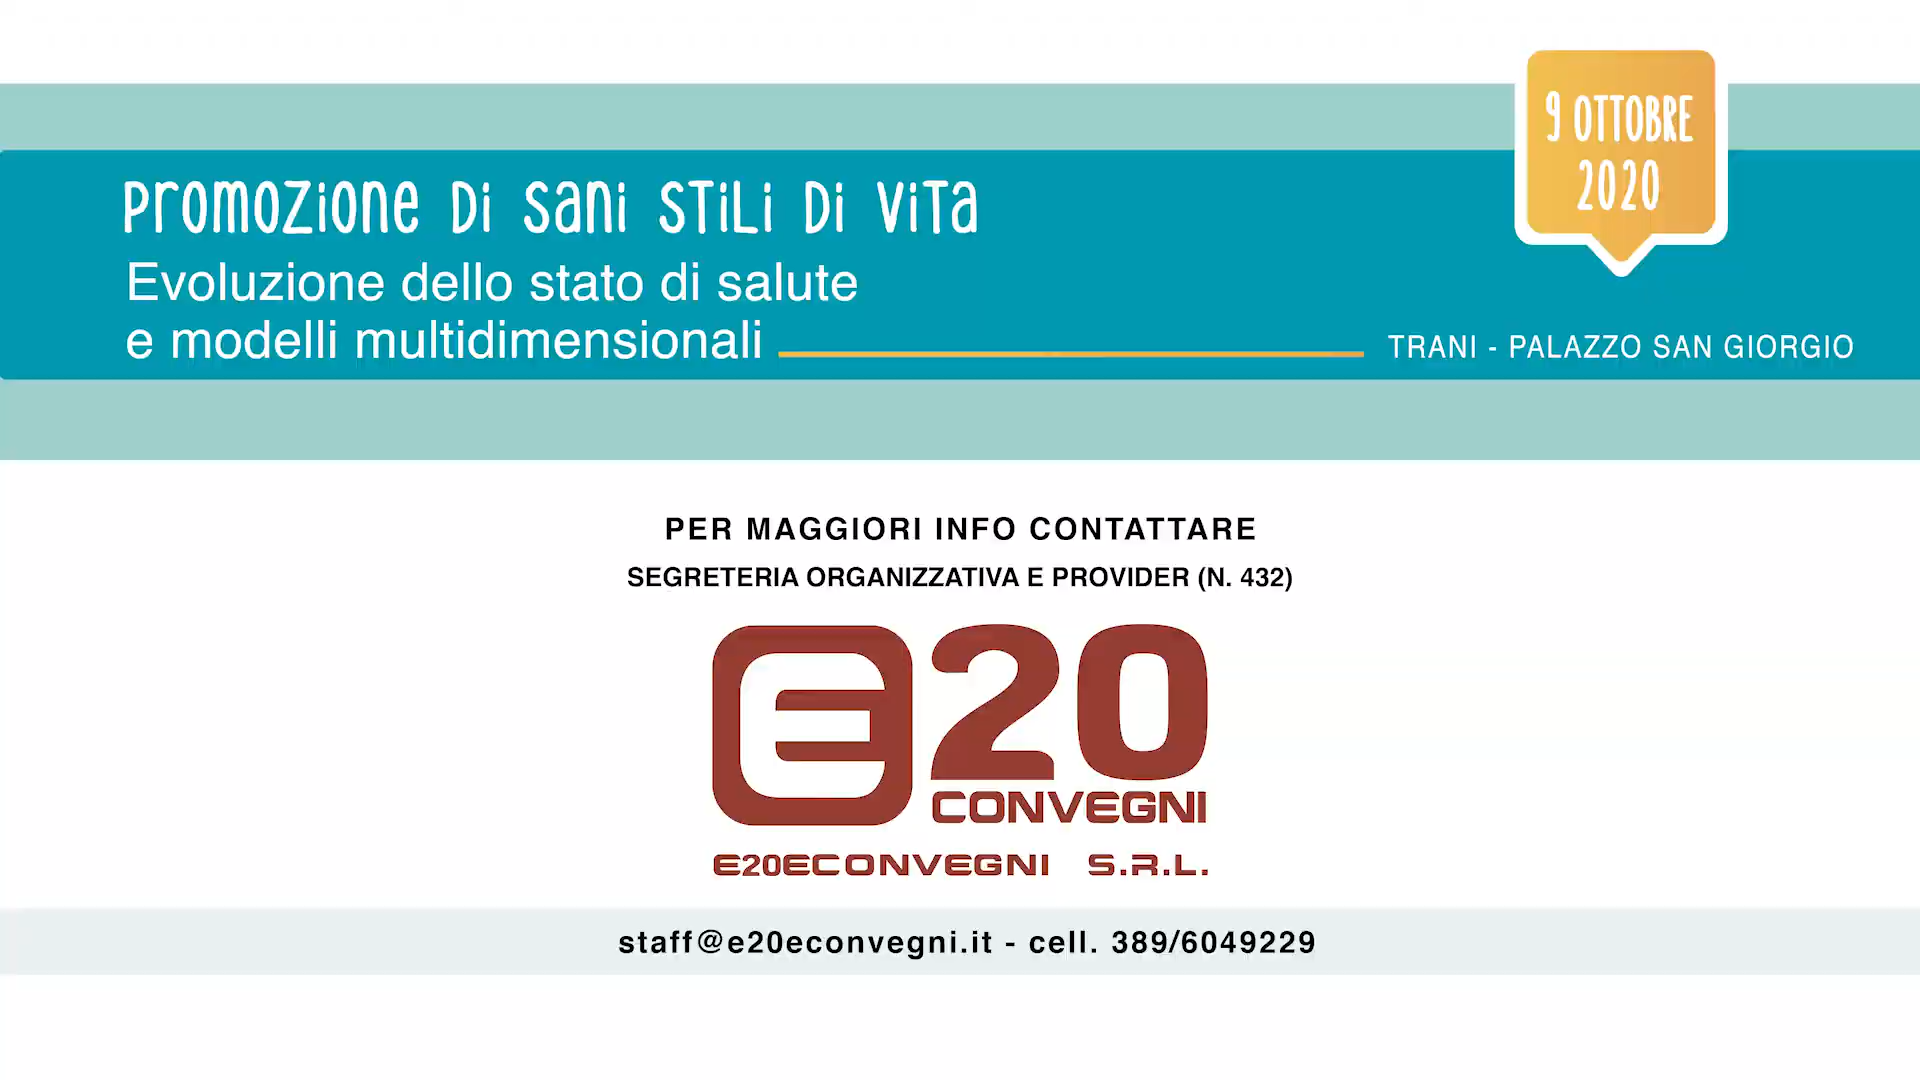 9 OTTOBRE
2020
Promozione di sani stili di vita
Evoluzione dello stato di salute
e modelli multidimensionali
TRANI - PALAZZO SAN GIORGIO
PER MAGGIORI INFO CONTATTARE
SEGRETERIA ORGANIZZATIVA E PROVIDER (N. 432)
e20
CONVEGNI
E20ECONVEGNI S.R.L.
staff@e20econvegni.it - cell. 389/6049229